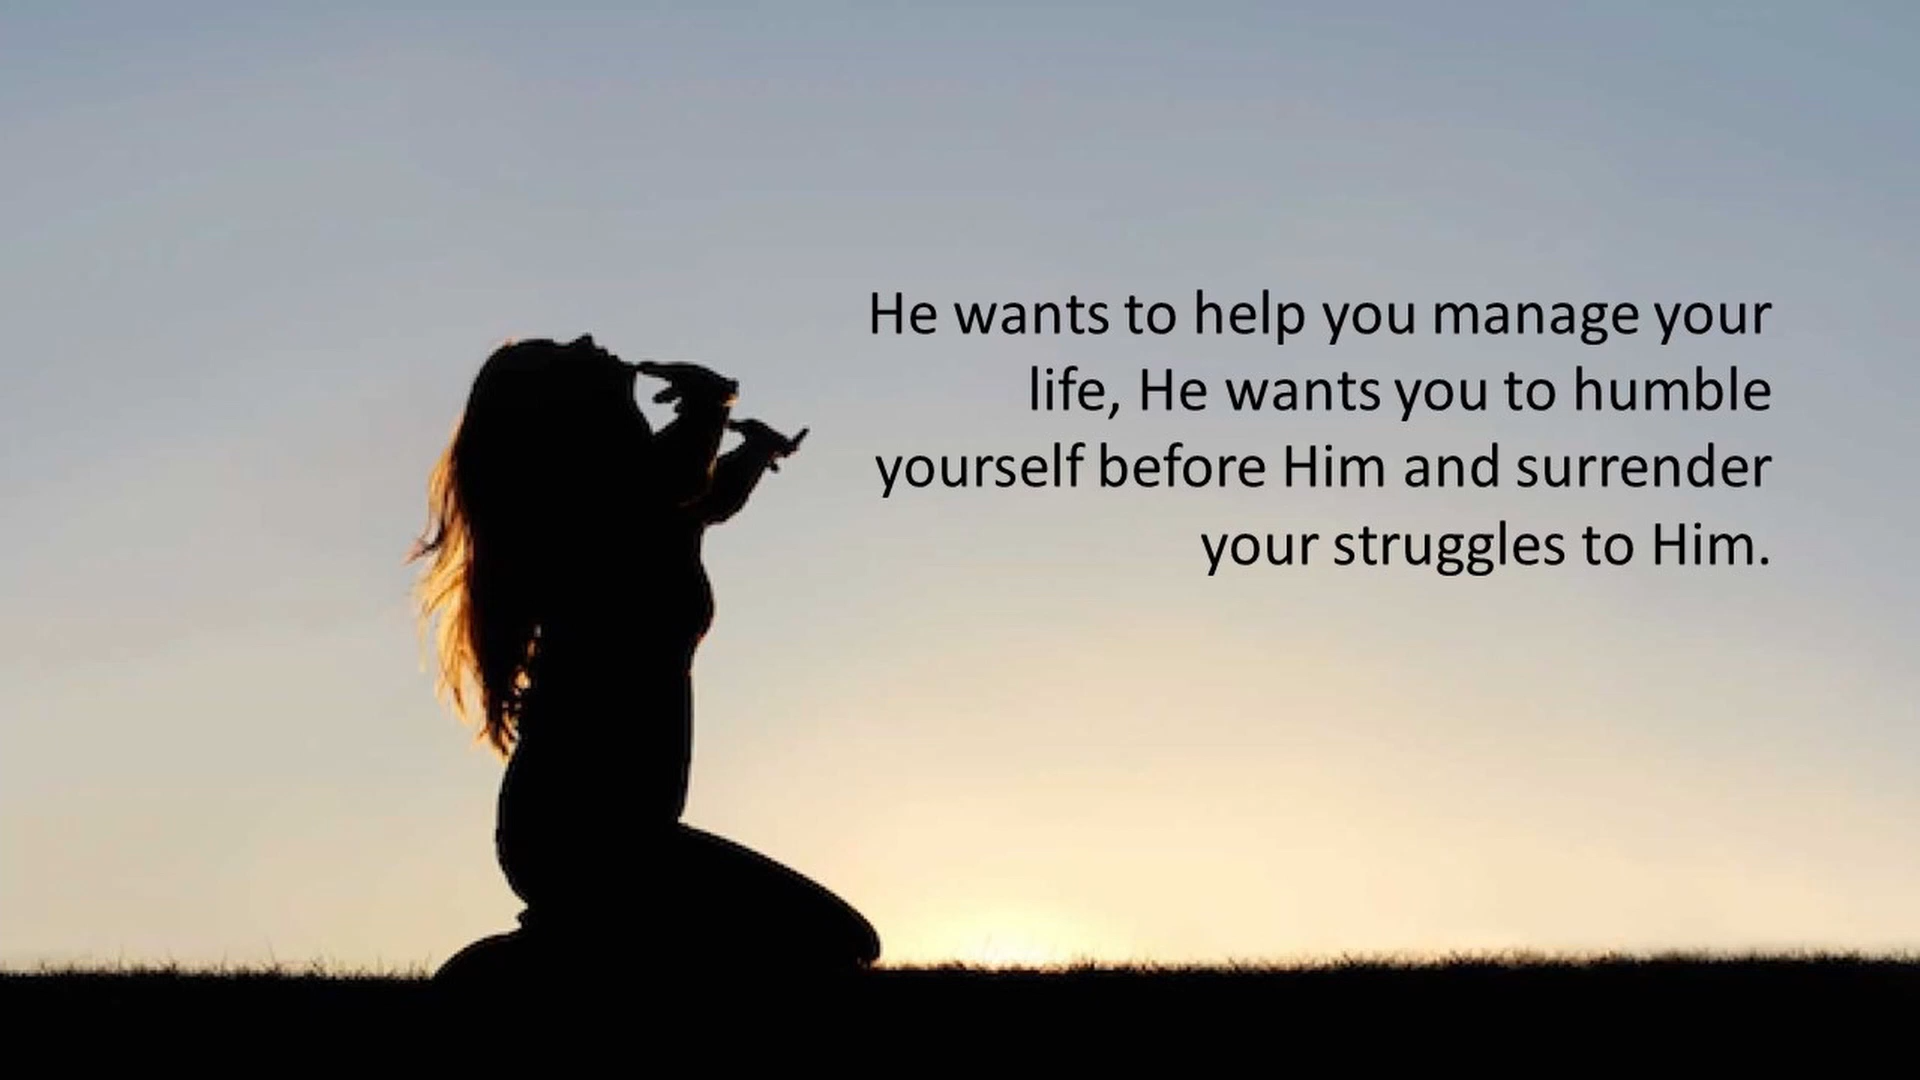 He wants to help you manage your
life, He wants you to humble
yourself before Him and surrender
your struggles to Him.